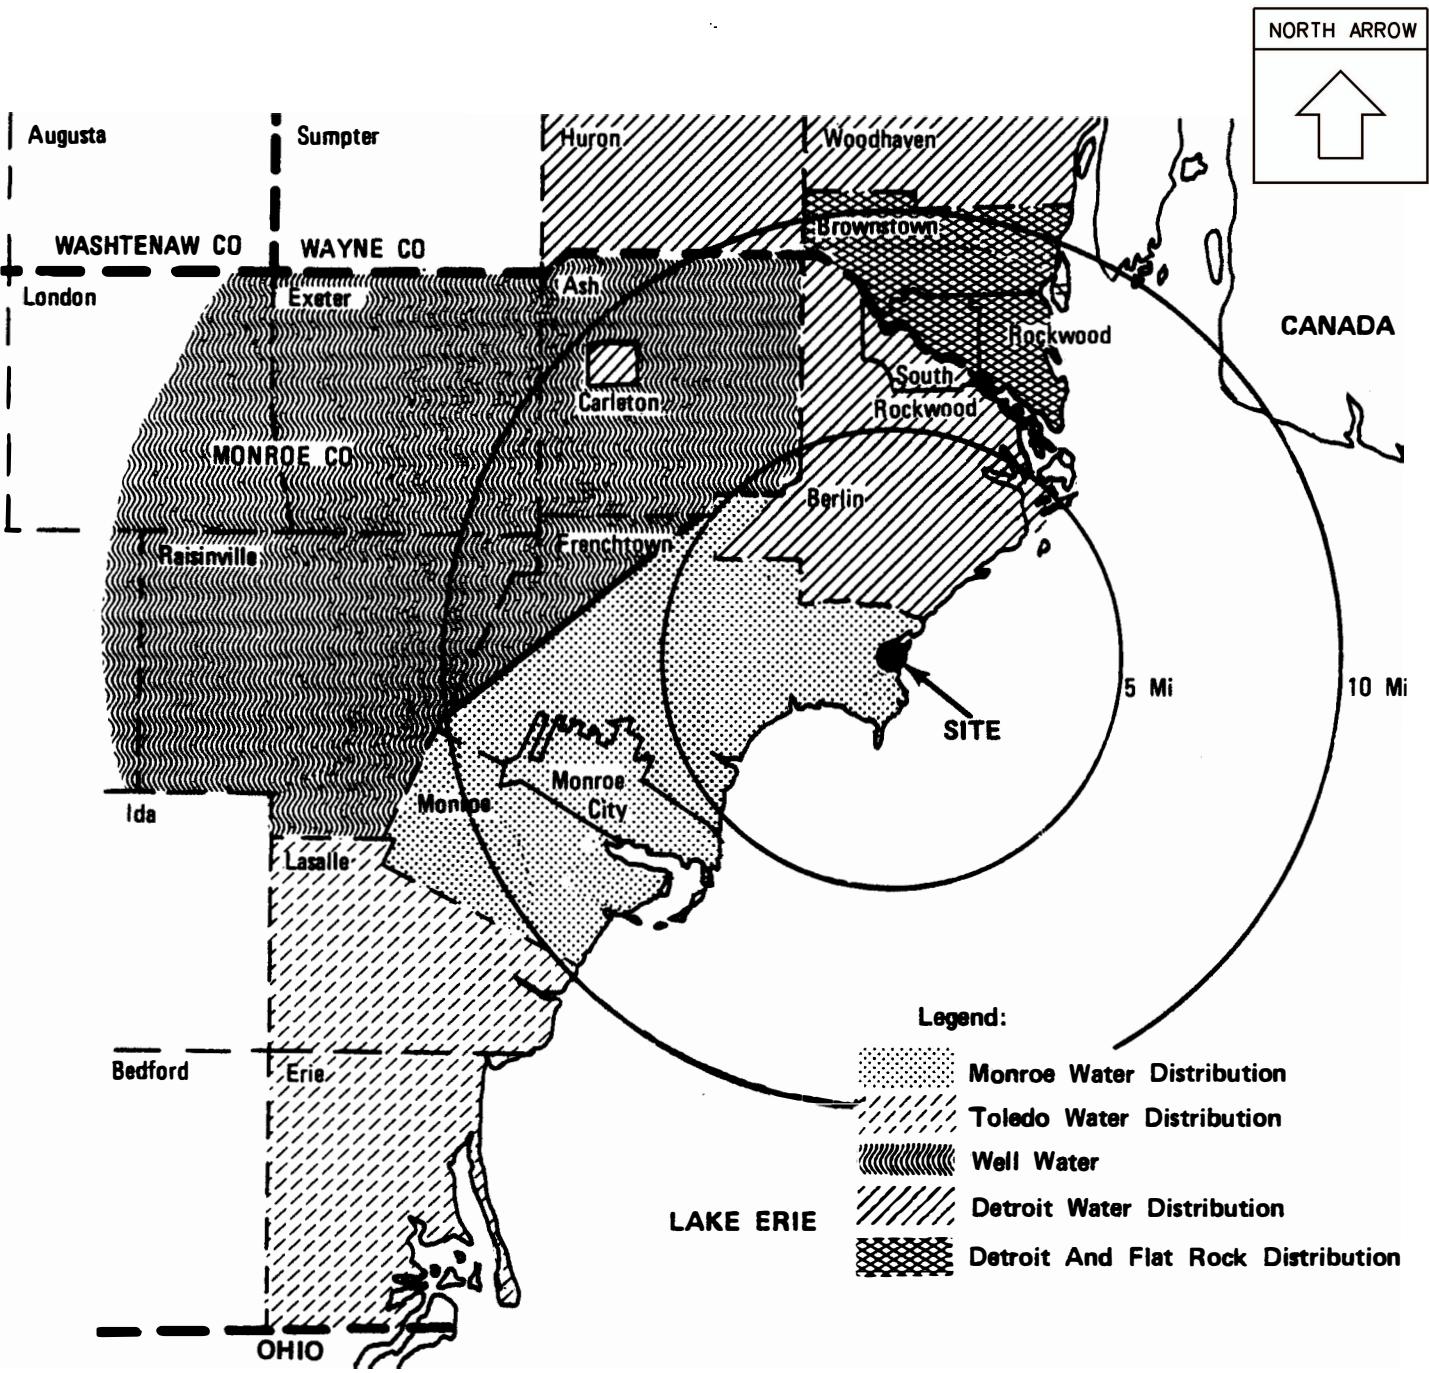 NORTH ARROW
Augusta
Sumpter
Huron
Woodhaven
Brownstown
WASHTENAW CO
WAYNE CO
London
Exeter
Ash
CANADA
Rockwood
South
Rockwood
Carleton
MONROE CO
Berlin
Raisinville
Frenchtown
5 Mi
10 Mi
SITE
Monroe
City
Monroe
Ida
Lasalle
Legend:
Bedford
Erie
Monroe Water Distribution
Toledo Water Distribution
Well Water
Detroit Water Distribution
LAKE ERIE
Detroit And Flat Rock Distribution
OHIO